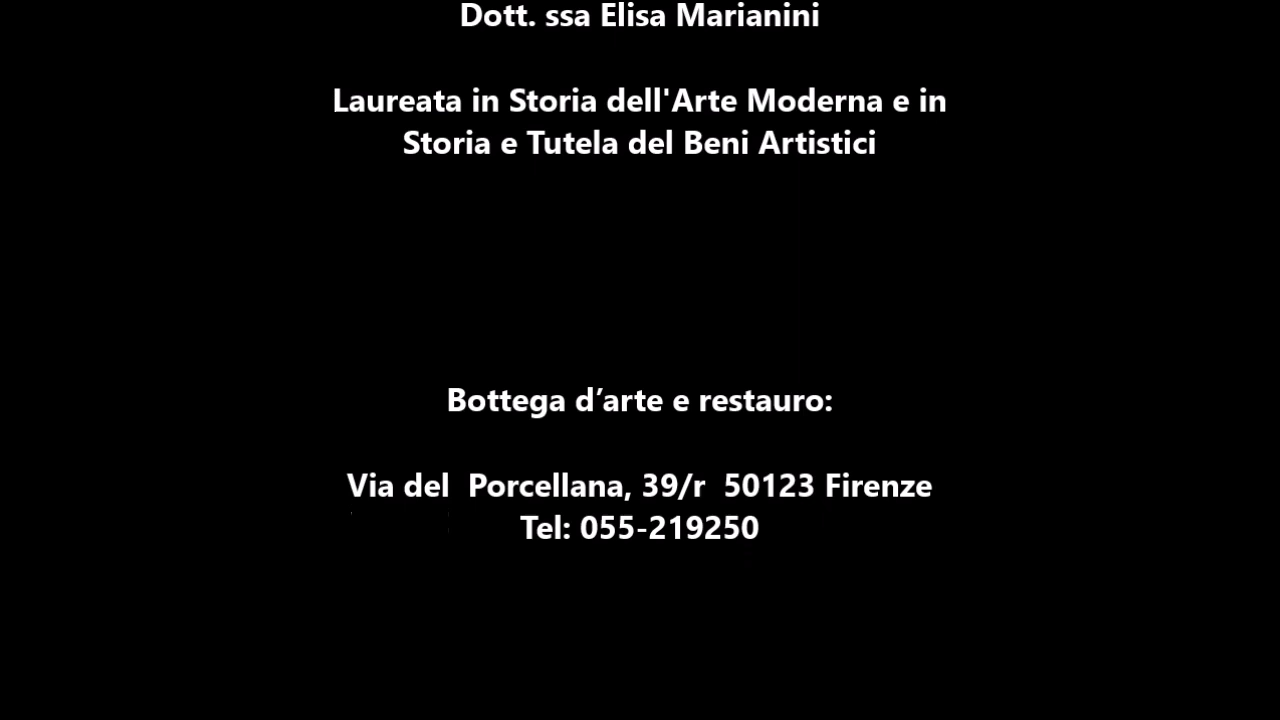 Dott. ssa Elisa Marianini
Laureata in Storia dell'Arte Moderna e in
Storia e Tutela del Beni Artistici
Bottega d’arte e restauro:
Via del  Porcellana, 39/r  50123 Firenze
Tel: 055-219250